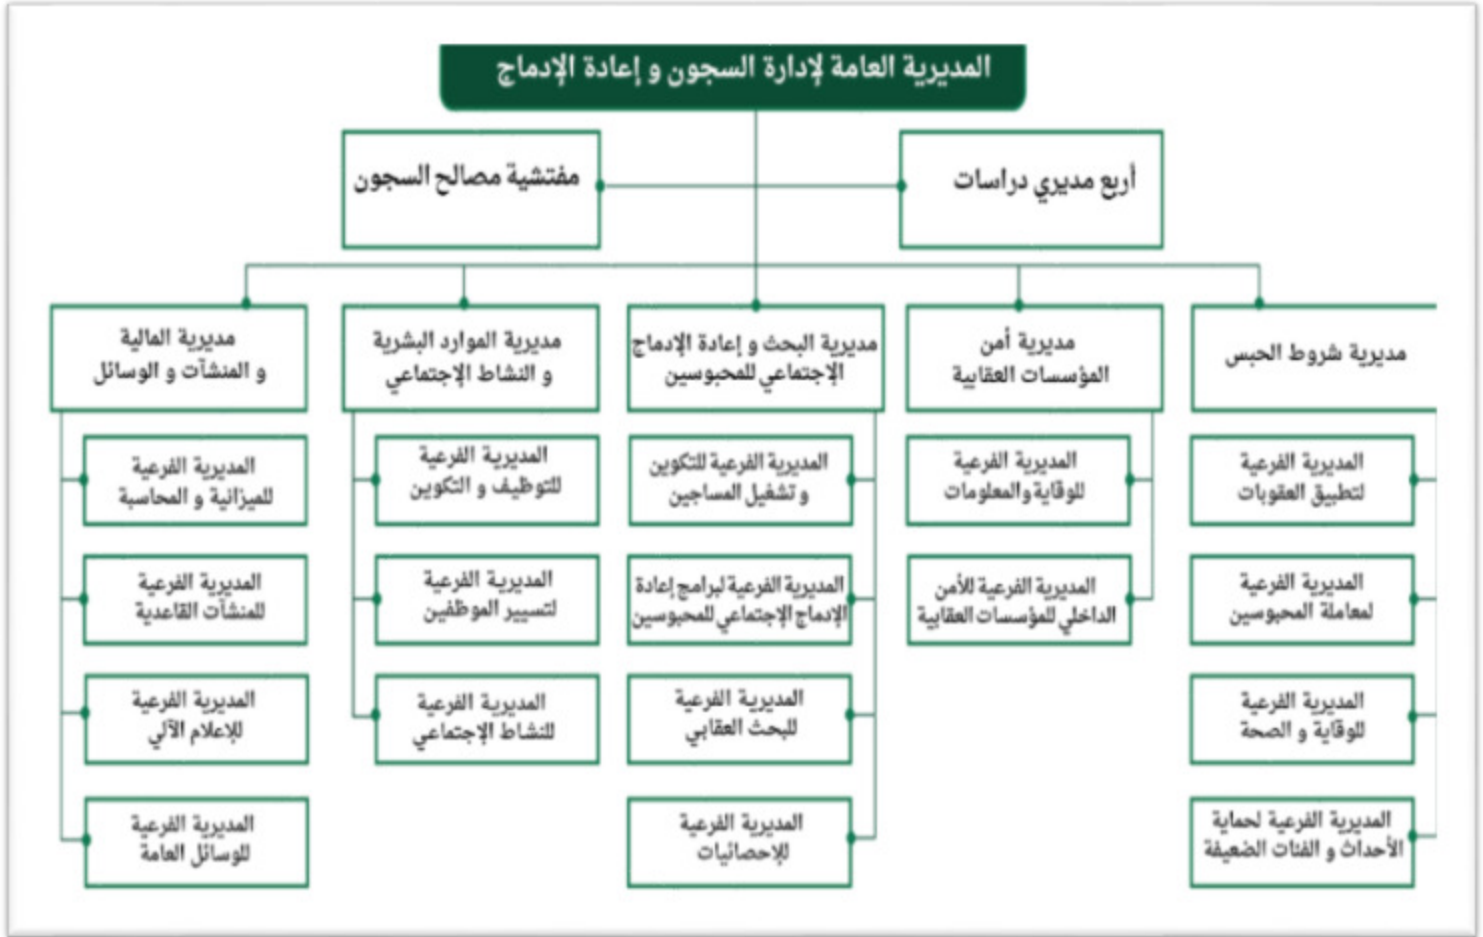 المديرية العامة لإدارة السجون و إعادة الإدماج
أربع مديري دراسات
مفتشية مصالح السجون
مديرية شروط الحبس
المديرية الفرعية
لتطبيق العقوبات
المديرية الفرعية
لمعاملة المحبوسين
المديرية الفرعية
للوقاية و الصحة
المديرية الفرعية لحماية
الأحداث و الفئات الضعيفة
مديرية أمن
المؤسسات العقابية
المديرية الفرعية
للوقاية والمعلومات
المديرية الفرعية للأمن
الداخلي للمؤسسات العقابية
مديرية البحث و إعادة الإدماج
الإجتماعي للمحبوسين
المديرية الفرعية للتكوين
و تشغيل المساجين
المديرية الفرعية لبرامج إعادة
الإدماج الإجتماعي للمحبوسين
المديرية الفرعية
للبحث العقابي
المديرية الفرعية
للإحصائيات
مديرية الموارد البشرية
و النشاط الإجتماعي
المديرية الفرعية
للتوظيف و التكوين
المديرية الفرعية
لتسيير الموظفين
المديرية الفرعية
للنشاط الإجتماعي
مديرية المالية
و المنشآت و الوسائل
المديرية الفرعية
للميزانية و المحاسبة
المديرية الفرعية
للمنشآت القاعدية
المديرية الفرعية
للإعلام الآلي
المديرية الفرعية
للوسائل العامة